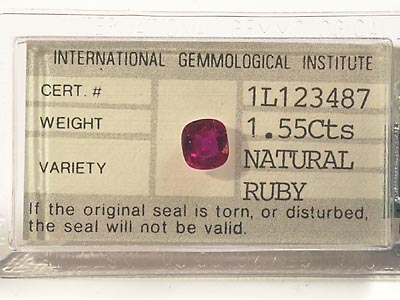 INTERNATIONAL GEMMOLOGICAL INSTITUTE
CERT. # 1L123487
WEIGHT 1.55Cts
VARIETY NATURAL
RUBY
If the original seal is torn, or disturbed,
the seal will not be valid.